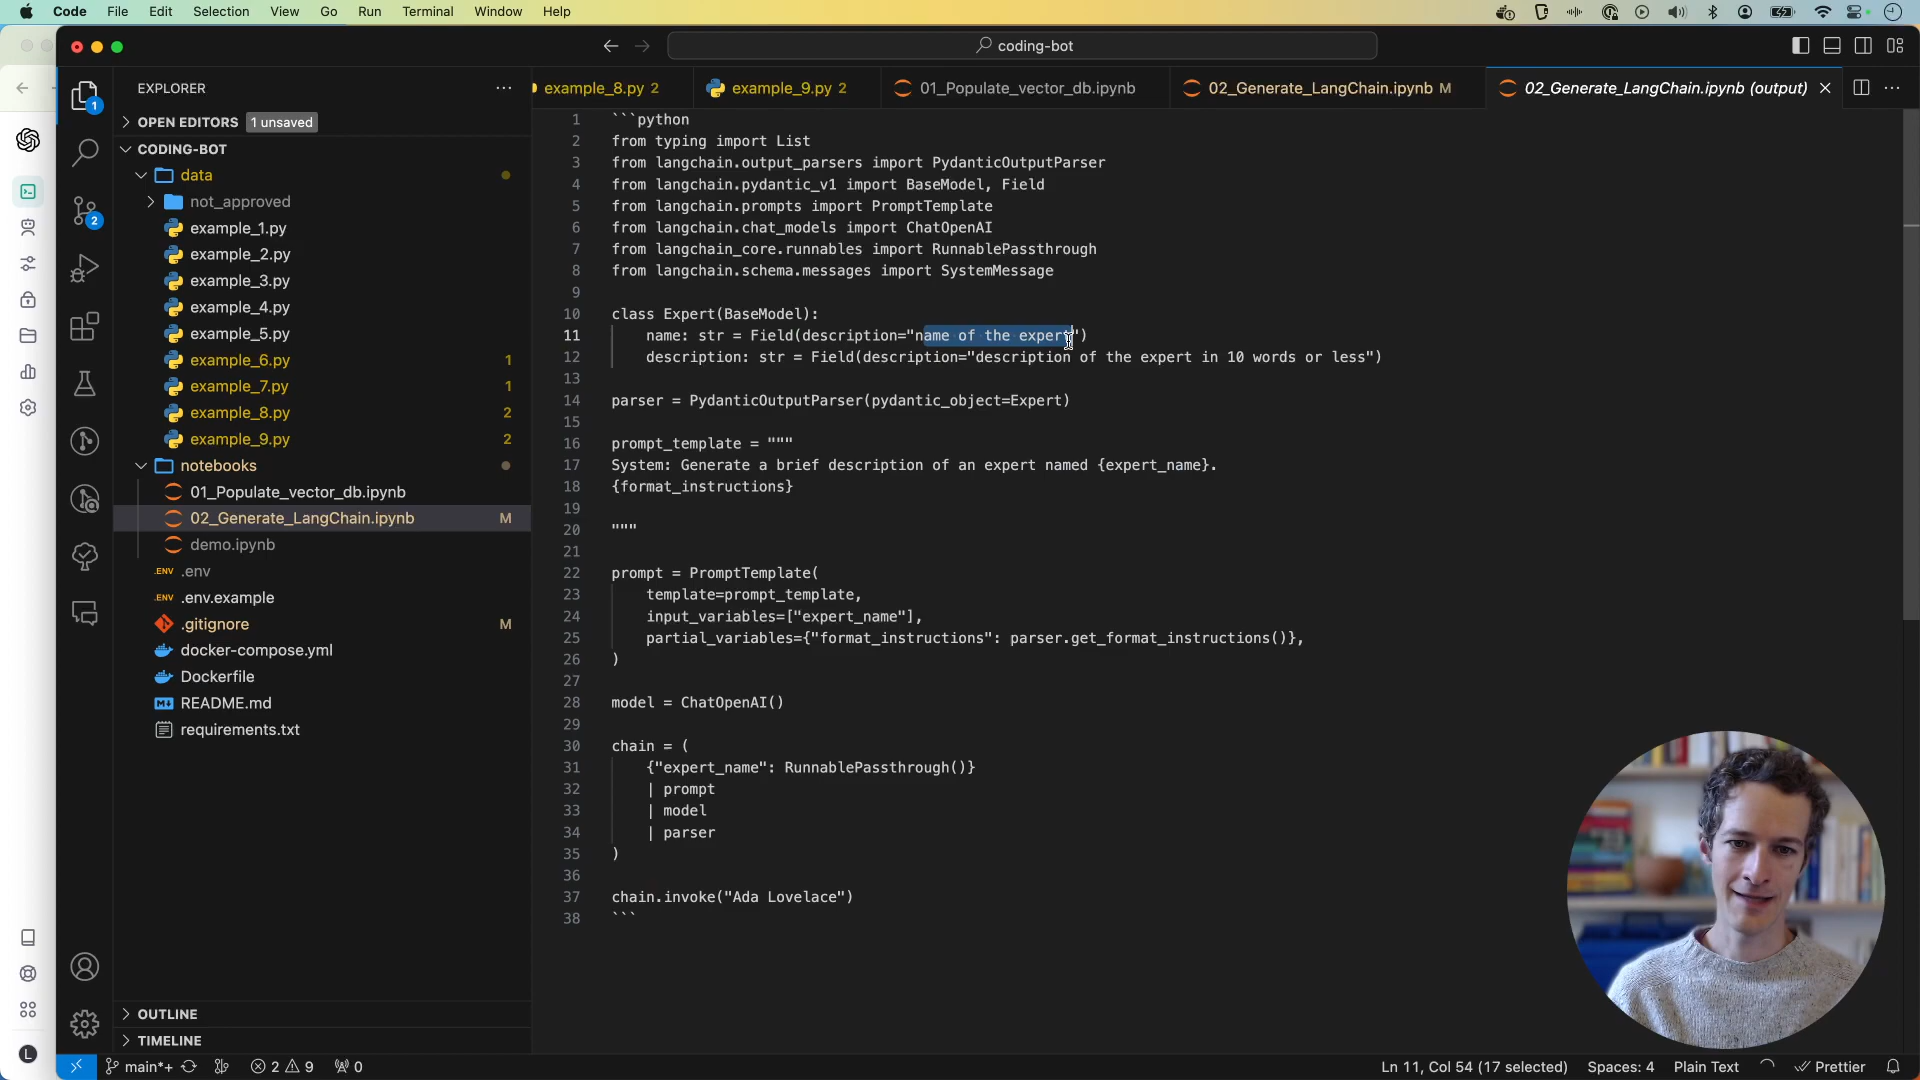 Code File Edit Selection View Go Run Terminal Window Help
coding-bot
EXPLORER
example_8.py 2
example_9.py 2
01_Populate_vector_db.ipynb
02_Generate_LangChain.ipynb M
02_Generate_LangChain.ipynb (output)
OPEN EDITORS 1 unsaved
CODING-BOT
data
not_approved
example_1.py
example_2.py
example_3.py
example_4.py
example_5.py
example_6.py 1
example_7.py 1
example_8.py 2
example_9.py 2
notebooks
01_Populate_vector_db.ipynb
02_Generate_LangChain.ipynb M
demo.ipynb
.ENV .env
.ENV .env.example
.gitignore M
docker-compose.yml
Dockerfile
README.md
requirements.txt
OUTLINE
TIMELINE
1
2
L
1 ```python
2 from typing import List
3 from langchain.output_parsers import PydanticOutputParser
4 from langchain.pydantic_v1 import BaseModel, Field
5 from langchain.prompts import PromptTemplate
6 from langchain.chat_models import ChatOpenAI
7 from langchain_core.runnables import RunnablePassthrough
8 from langchain.schema.messages import SystemMessage
9
10 class Expert(BaseModel):
11 name: str = Field(description="name of the expert")
12 description: str = Field(description="description of the expert in 10 words or less")
13
14 parser = PydanticOutputParser(pydantic_object=Expert)
15
16 prompt_template = """
17 System: Generate a brief description of an expert named {expert_name}.
18 {format_instructions}
19
20 """
21
22 prompt = PromptTemplate(
23 template=prompt_template,
24 input_variables=["expert_name"],
25 partial_variables={"format_instructions": parser.get_format_instructions()},
26 )
27
28 model = ChatOpenAI()
29
30 chain = (
31 {"expert_name": RunnablePassthrough()}
32 | prompt
33 | model
34 | parser
35 )
36
37 chain.invoke("Ada Lovelace")
38 ```
main*+ 2 9 0 Ln 11, Col 54 (17 selected) Spaces: 4 Plain Text Prettier